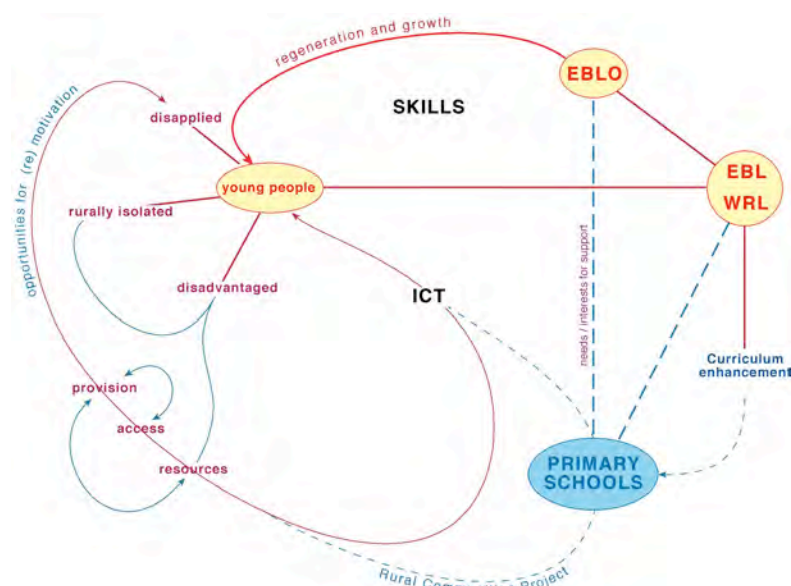 regeneration and growth
EBLO
SKILLS
disapplied
opportunities for (re) motivation
EBL
WRL
young people
rurally isolated
needs / interests for support
disadvantaged
ICT
Curriculum
enhancement
provision
access
resources
PRIMARY
SCHOOLS
Rural Project